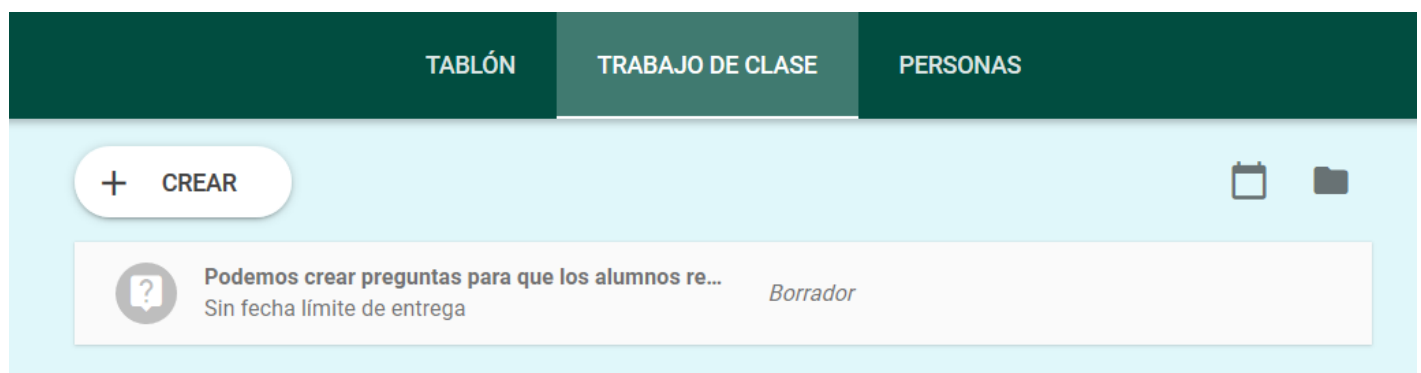 TABLÓN TRABAJO DE CLASE PERSONAS
+ CREAR
Podemos crear preguntas para que los alumnos re...
Sin fecha límite de entrega
Borrador